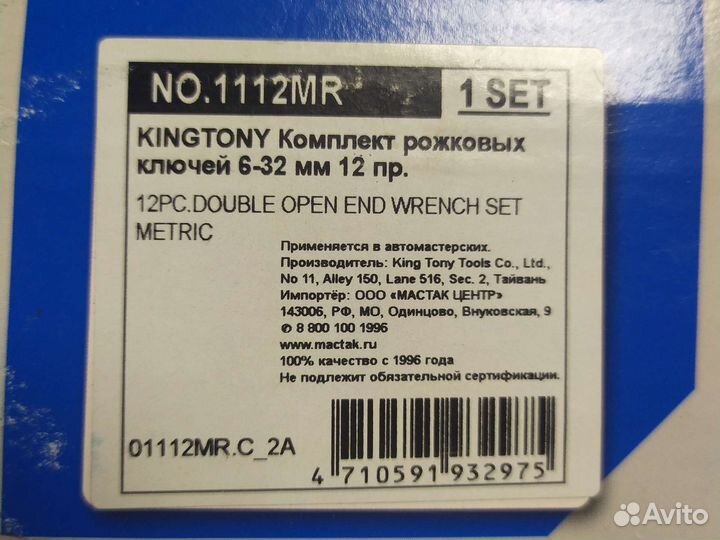 NO.1112MR
1 SET
KINGTONY Комплект рожковых
ключей 6-32 мм 12 пр.
12PC.DOUBLE OPEN END WRENCH SET
METRIC
Применяется в автомастерских.
Производитель: King Tony Tools Co., Ltd.,
No 11, Alley 150, Lane 516, Sec. 2, Тайвань
Импортёр: ООО «МАСТАК ЦЕНТР»
143006, РФ, МО, Одинцово, Внуковская, 9
✆ 8 800 100 1996
www.mactak.ru
100% качество с 1996 года
Не подлежит обязательной сертификации.
01112MR.C_2A
4 710591 932975
Avito